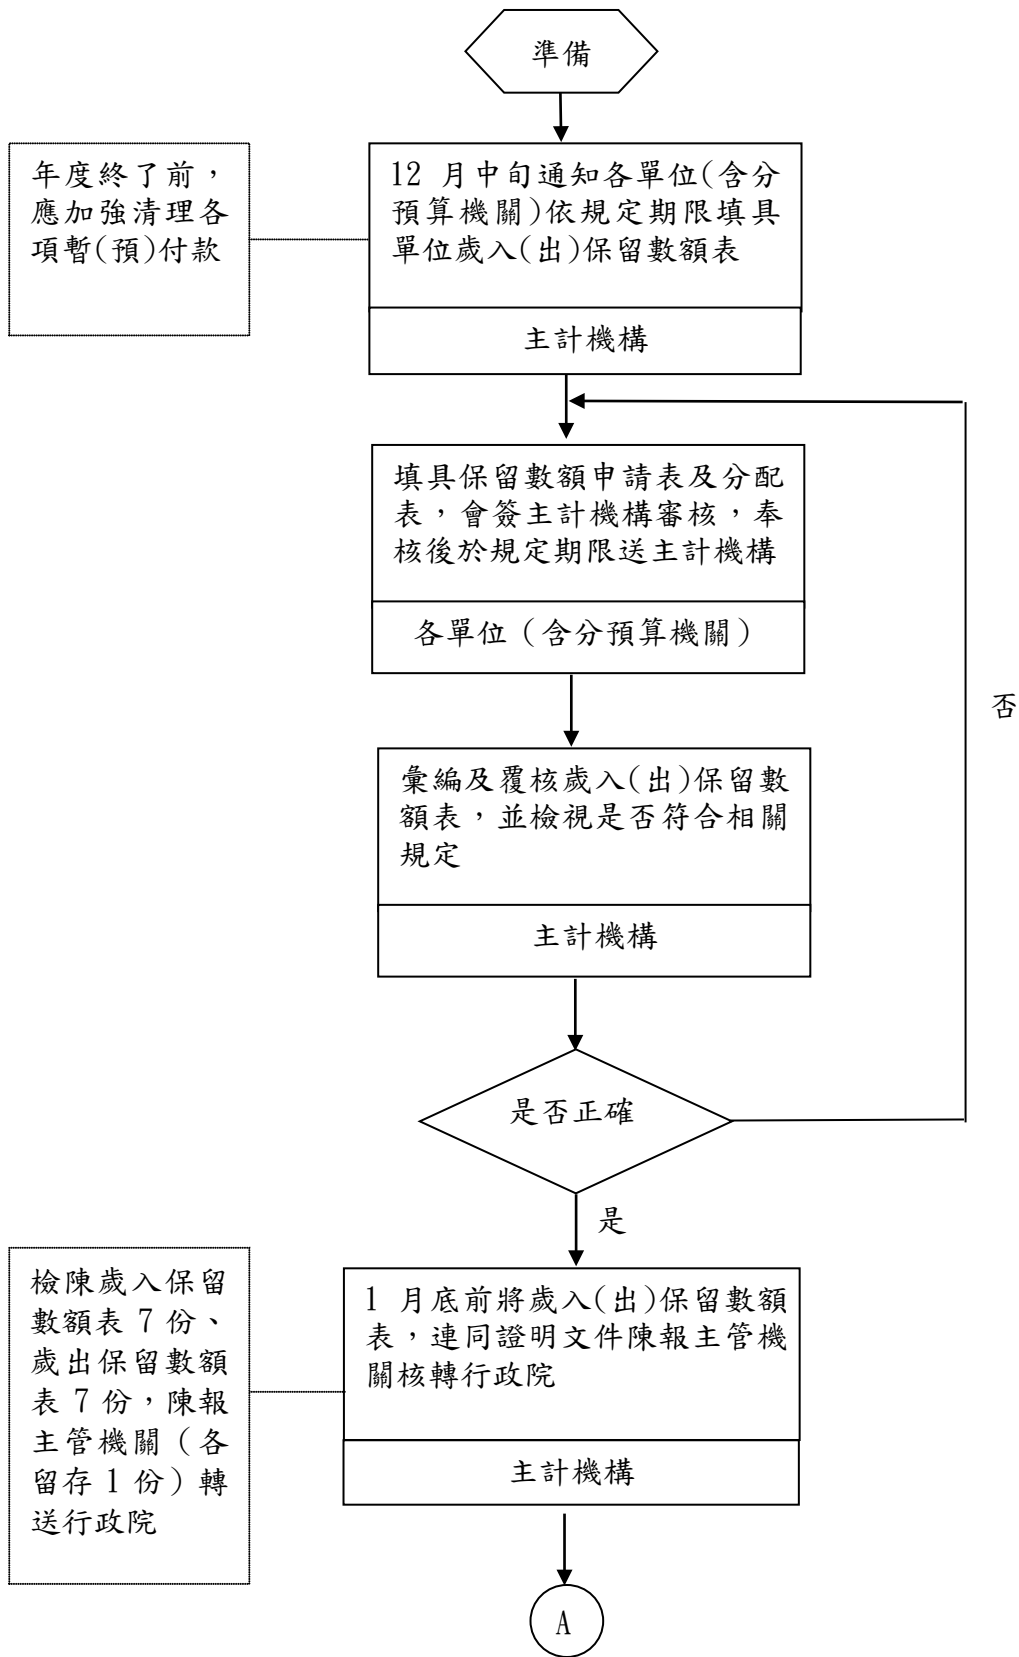 準備
年度終了前，
應加強清理各
項暫(預)付款
12 月中旬通知各單位(含分
預算機關)依規定期限填具
單位歲入(出)保留數額表
主計機構
填具保留數額申請表及分配
表，會簽主計機構審核，奉
核後於規定期限送主計機構
各單位（含分預算機關）
否
彙編及覆核歲入(出)保留數
額表，並檢視是否符合相關
規定
主計機構
是否正確
是
檢陳歲入保留
數額表 7 份、
歲出保留數額
表 7 份，陳報
主管機關（各
留存 1 份）轉
送行政院
1 月底前將歲入(出)保留數額
表，連同證明文件陳報主管機
關核轉行政院
主計機構
A